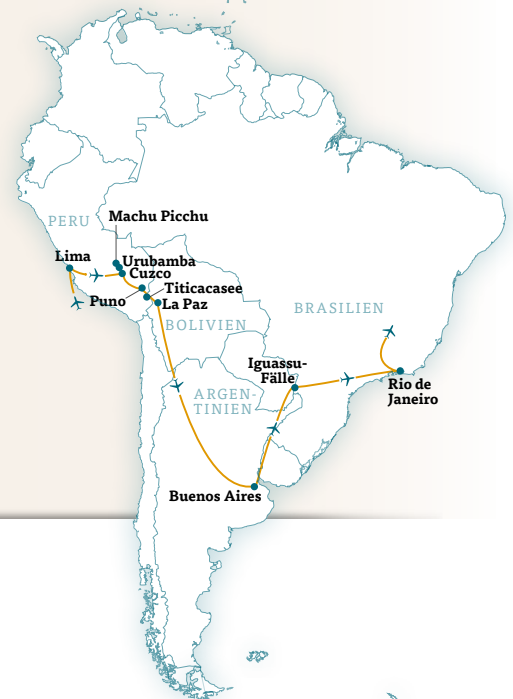 Machu Picchu
PERU
Lima
Urubamba
Cuzco
Titicacasee
Puno
La Paz
BRASILIEN
BOLIVIEN
Iguassu-
Fälle
Rio de
Janeiro
ARGEN-
TINIEN
Buenos Aires